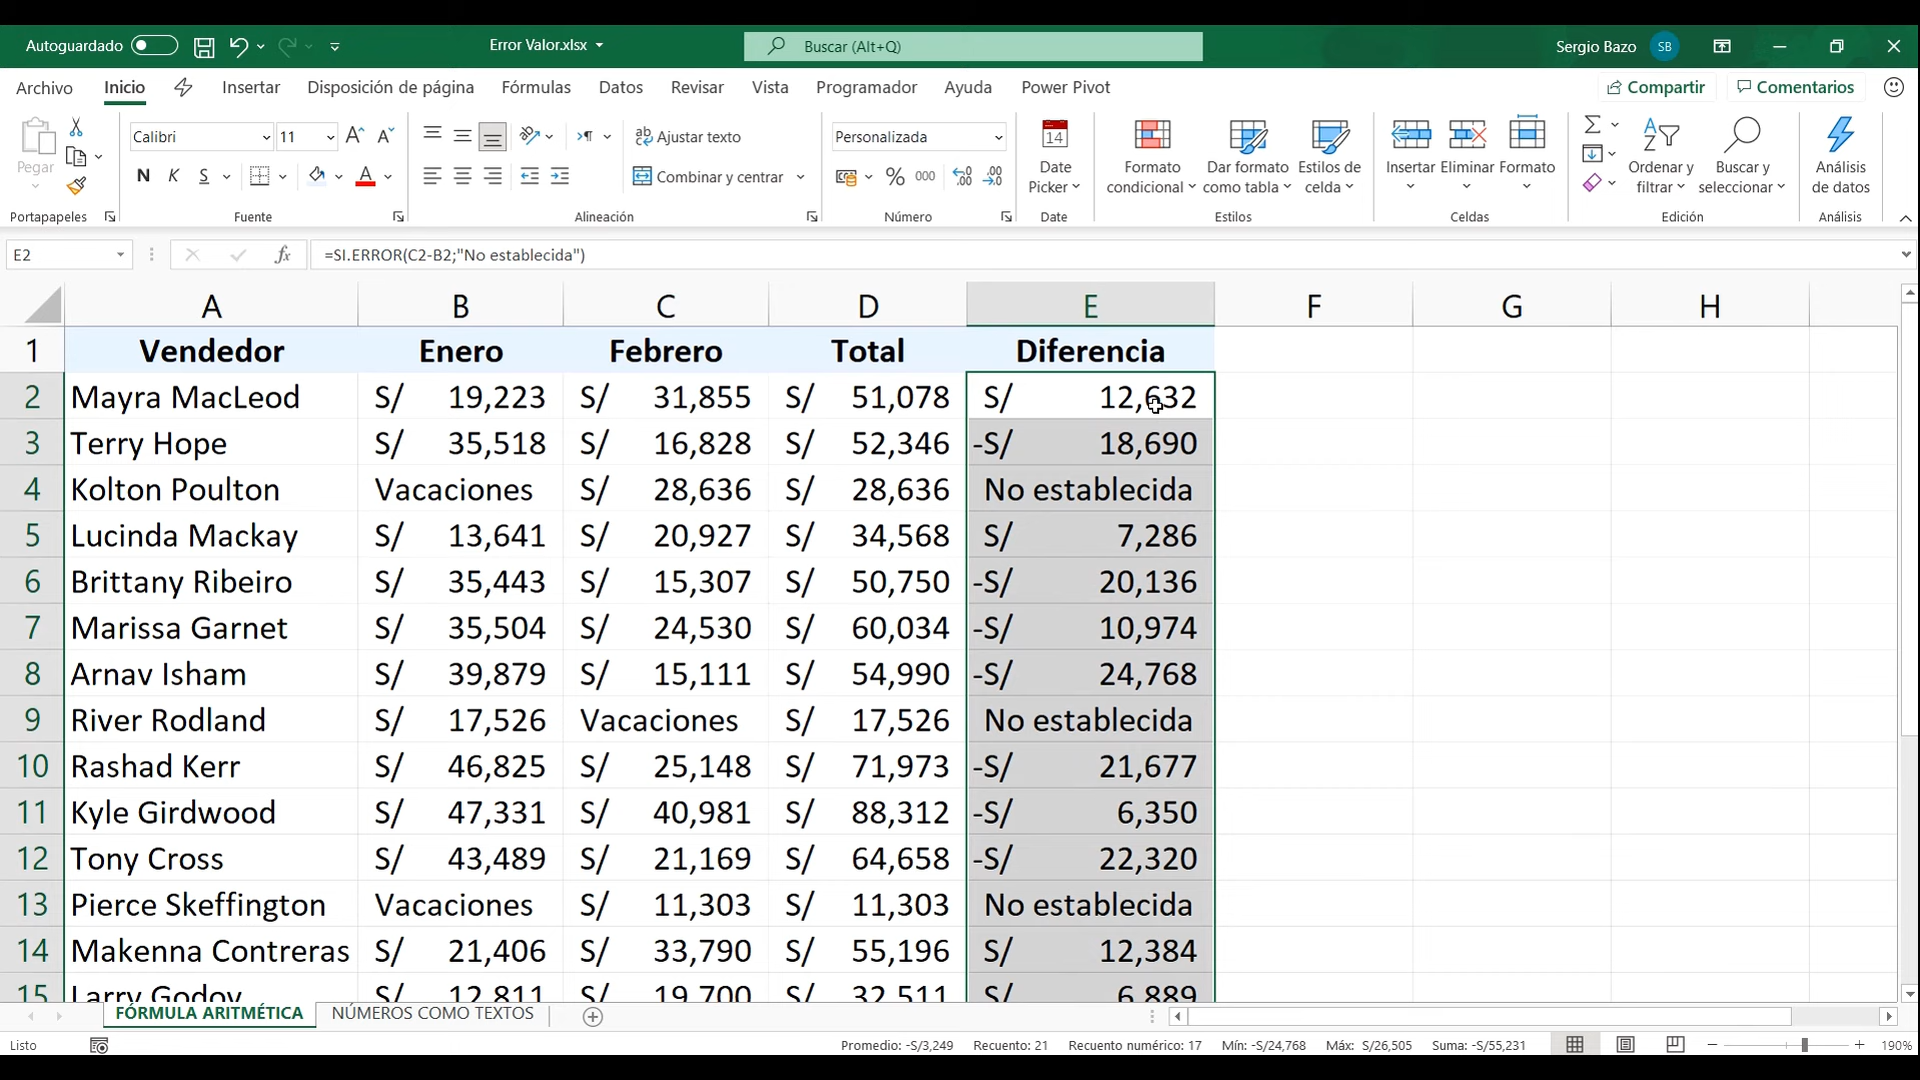 Autoguardado
Error Valor.xlsx
Buscar (Alt+Q)
Sergio Bazo SB
Archivo Inicio Insertar Disposición de página Fórmulas Datos Revisar Vista Programador Ayuda Power Pivot Compartir Comentarios
Pegar
Calibri 11
N K S
Ajustar texto
Combinar y centrar
Personalizada
% 000
14
Date Picker
Formato condicional
Dar formato como tabla
Estilos de celda
Insertar Eliminar Formato
Ordenar y filtrar
Buscar y seleccionar
Análisis de datos
Portapapeles Fuente Alineación Número Date Estilos Celdas Edición Análisis
E2 fx =SI.ERROR(C2-B2;"No establecida")
A B C D E F G H
1 Vendedor Enero Febrero Total Diferencia
2 Mayra MacLeod S/ 19,223 S/ 31,855 S/ 51,078 S/ 12,632
3 Terry Hope S/ 35,518 S/ 16,828 S/ 52,346 -S/ 18,690
4 Kolton Poulton Vacaciones S/ 28,636 S/ 28,636 No establecida
5 Lucinda Mackay S/ 13,641 S/ 20,927 S/ 34,568 S/ 7,286
6 Brittany Ribeiro S/ 35,443 S/ 15,307 S/ 50,750 -S/ 20,136
7 Marissa Garnet S/ 35,504 S/ 24,530 S/ 60,034 -S/ 10,974
8 Arnav Isham S/ 39,879 S/ 15,111 S/ 54,990 -S/ 24,768
9 River Rodland S/ 17,526 Vacaciones S/ 17,526 No establecida
10 Rashad Kerr S/ 46,825 S/ 25,148 S/ 71,973 -S/ 21,677
11 Kyle Girdwood S/ 47,331 S/ 40,981 S/ 88,312 -S/ 6,350
12 Tony Cross S/ 43,489 S/ 21,169 S/ 64,658 -S/ 22,320
13 Pierce Skeffington Vacaciones S/ 11,303 S/ 11,303 No establecida
14 Makenna Contreras S/ 21,406 S/ 33,790 S/ 55,196 S/ 12,384
15 Larry Godoy S/ 12,811 S/ 19,700 S/ 32,511 S/ 6,889
FÓRMULA ARITMÉTICA NÚMEROS COMO TEXTOS
Listo Promedio: -S/3,249 Recuento: 21 Recuento numérico: 17 Mín: -S/24,768 Máx: S/26,505 Suma: -S/55,231 190%